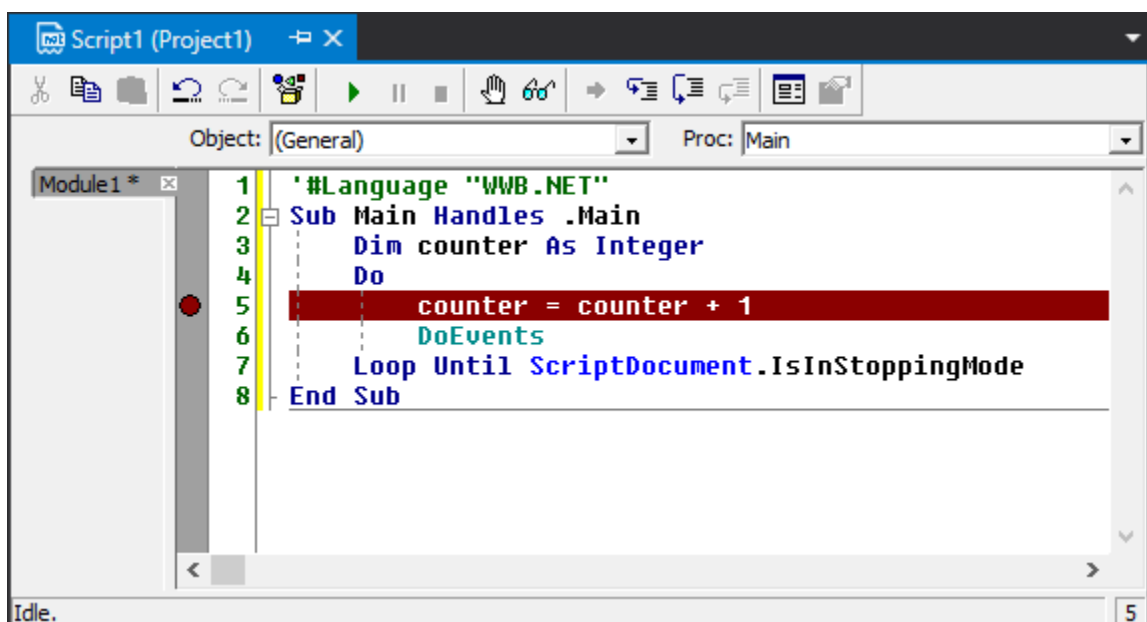 Script1 (Project1)
Object: (General) Proc: Main
Module1 *
1 '#Language "WWB.NET"
2 Sub Main Handles .Main
3 Dim counter As Integer
4 Do
5 counter = counter + 1
6 DoEvents
7 Loop Until ScriptDocument.IsInStoppingMode
8 End Sub
Idle. 5